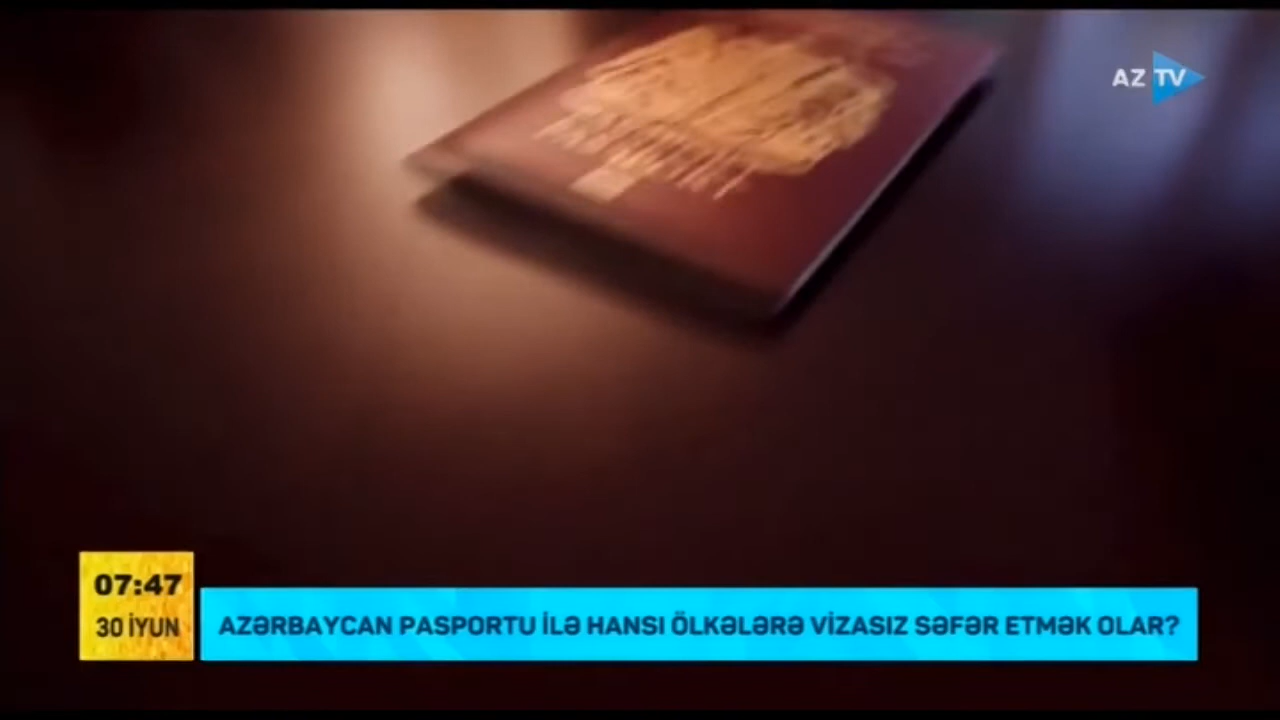 AZ TV
07:47
30 İYUN
AZƏRBAYCAN PASPORTU İLƏ HANSI ÖLKƏLƏRƏ VİZASIZ SƏFƏR ETMƏK OLAR?